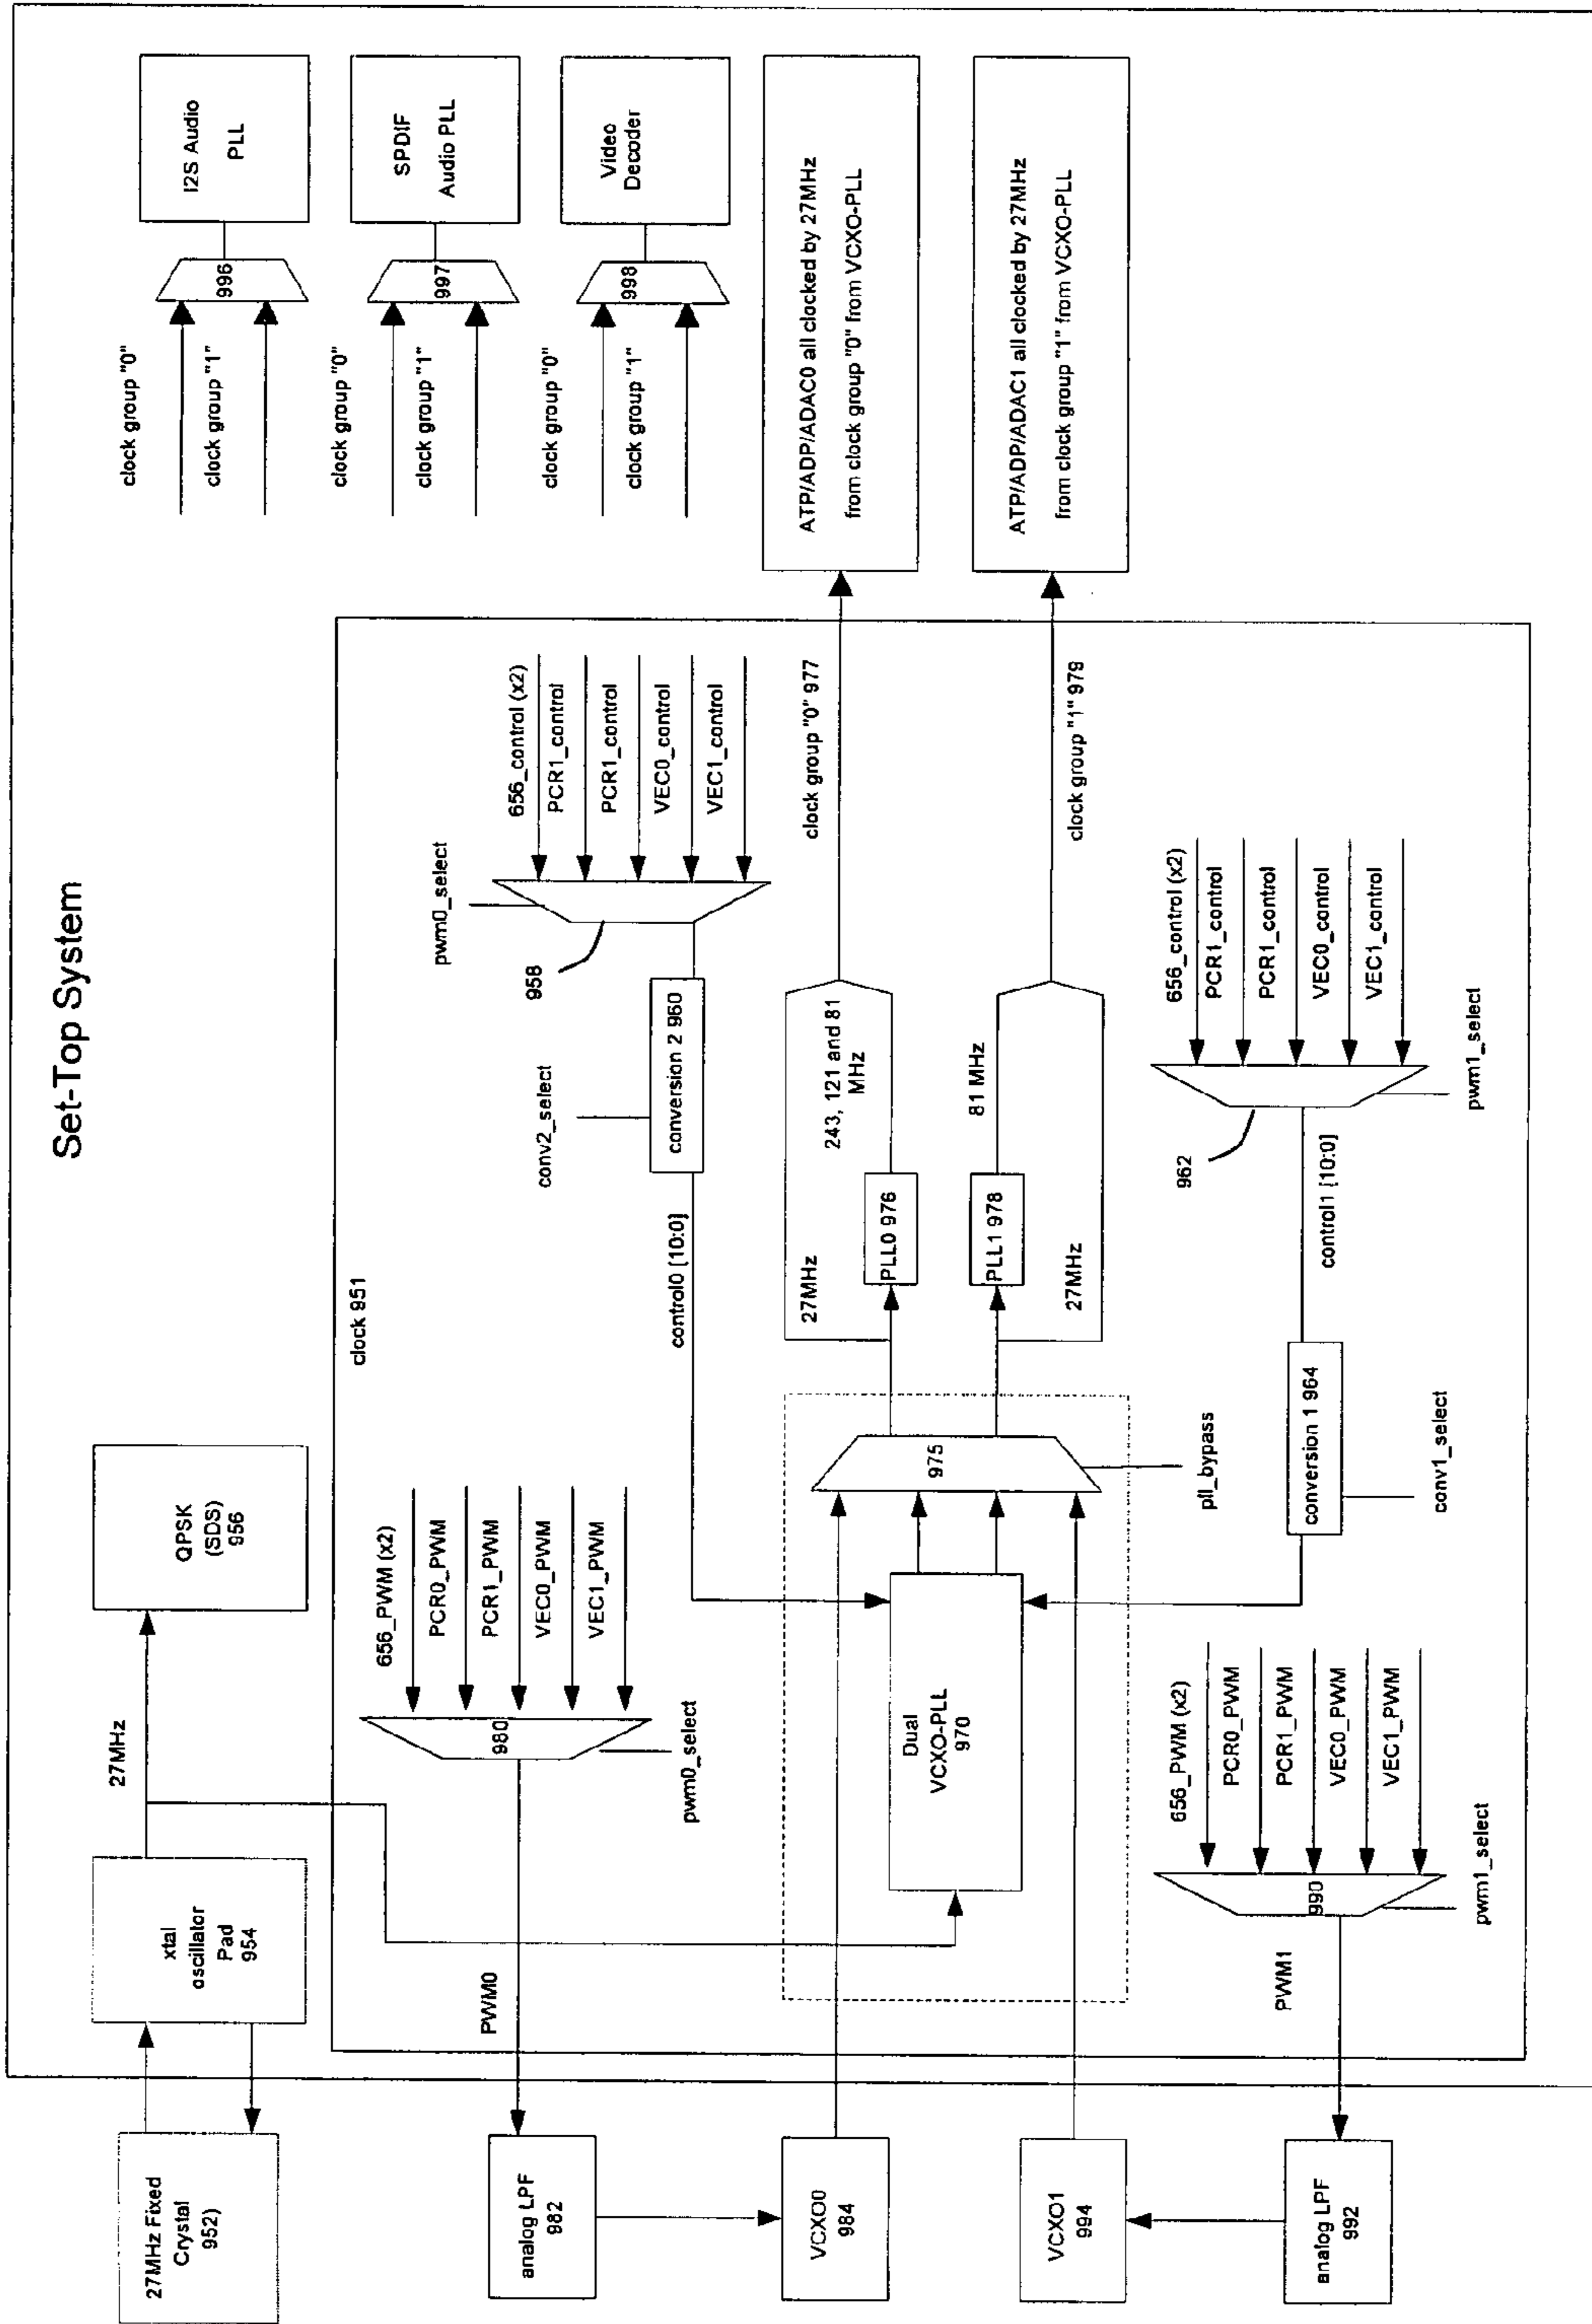 Set-Top System
27MHz Fixed
Crystal
952)
xtal
oscillator
Pad
954
27MHz
QPSK
(SDS)
956
I2S Audio
PLL
996
clock group "0"
clock group "1"
SPDIF
Audio PLL
997
clock group "0"
clock group "1"
Video
Decoder
998
clock group "0"
clock group "1"
clock 951
analog LPF
982
PWM0
980
pwm0_select
656_PWM (x2)
PCR0_PWM
PCR1_PWM
VEC0_PWM
VEC1_PWM
conv2_select
conversion 2 960
control0 [10:0]
pwm0_select
958
656_control (x2)
PCR1_control
PCR1_control
VEC0_control
VEC1_control
VCXO0
984
VCXO1
994
Dual
VCXO-PLL
970
975
pll_bypass
27MHz
PLL0 976
243, 121 and 81
MHz
PLL1 978
81 MHz
27MHz
clock group "0" 977
clock group "1" 979
ATP/ADP/ADAC0 all clocked by 27MHz
from clock group "0" from VCXO-PLL
ATP/ADP/ADAC1 all clocked by 27MHz
from clock group "1" from VCXO-PLL
analog LPF
992
PWM1
990
pwm1_select
656_PWM (x2)
PCR0_PWM
PCR1_PWM
VEC0_PWM
VEC1_PWM
conversion 1 964
conv1_select
control1 [10:0]
962
pwm1_select
656_control (x2)
PCR1_control
PCR1_control
VEC0_control
VEC1_control